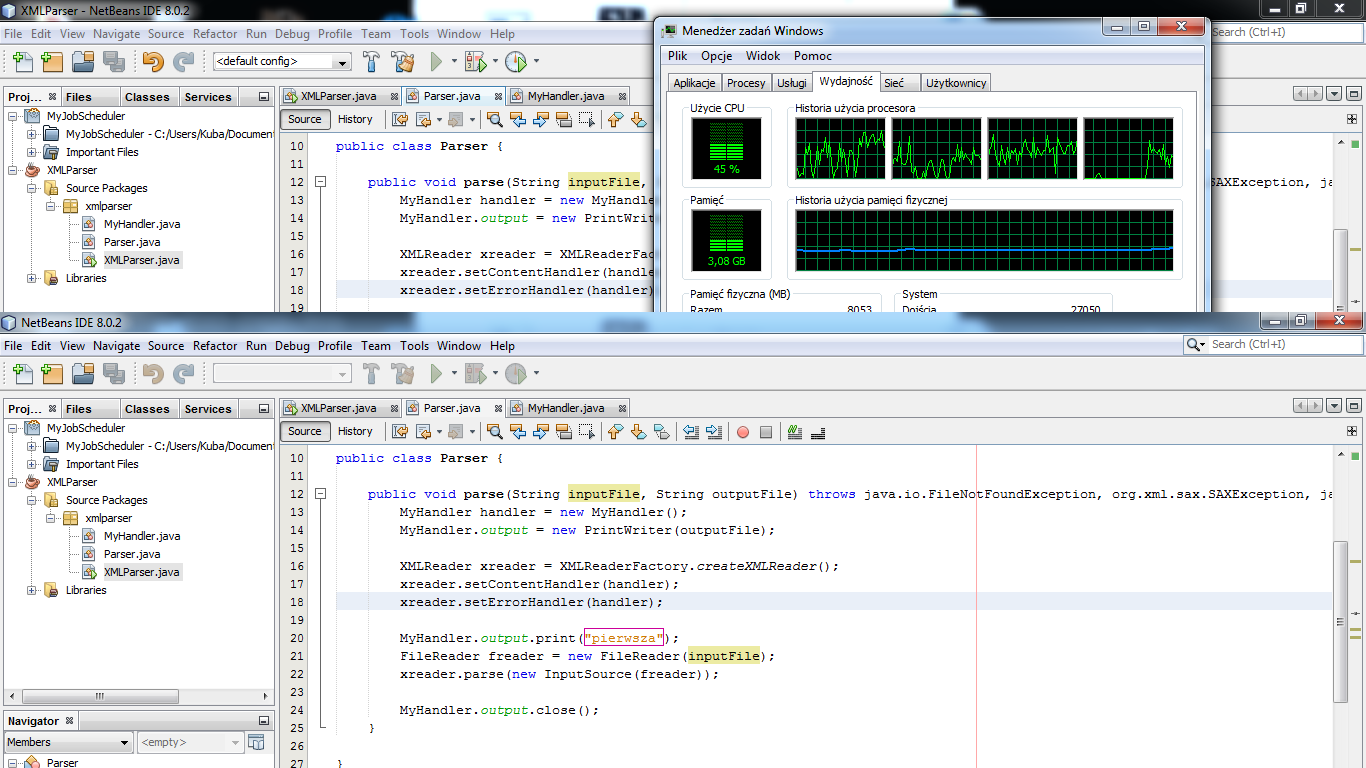 XMLParser - NetBeans IDE 8.0.2
File Edit View Navigate Source Refactor Run Debug Profile Team Tools Window Help
Search (Ctrl+I)
<default config>
Proj... Files Classes Services
MyJobScheduler
MyJobScheduler - C:/Users/Kuba/Document
Important Files
XMLParser
Source Packages
xmlparser
MyHandler.java
Parser.java
XMLParser.java
Libraries
XMLParser.java Parser.java MyHandler.java
Source History
10 public class Parser {
11
12 public void parse(String inputFile,
SAXException, ja
13 MyHandler handler = new MyHandle
14 MyHandler.output = new PrintWrite
15
16 XMLReader xreader = XMLReaderFac
17 xreader.setContentHandler(handle
18 xreader.setErrorHandler(handler)
19
Menedżer zadań Windows
Plik Opcje Widok Pomoc
Aplikacje Procesy Usługi Wydajność Sieć Użytkownicy
Użycie CPU
45 %
Historia użycia procesora
Pamięć
3,08 GB
Historia użycia pamięci fizycznej
Pamięć fizyczna (MB)
Razem 8053
System
Dojścia 27050
NetBeans IDE 8.0.2
File Edit View Navigate Source Refactor Run Debug Profile Team Tools Window Help
Search (Ctrl+I)
Proj... Files Classes Services
MyJobScheduler
MyJobScheduler - C:/Users/Kuba/Document
Important Files
XMLParser
Source Packages
xmlparser
MyHandler.java
Parser.java
XMLParser.java
Libraries
Navigator
Members <empty>
Parser
XMLParser.java Parser.java MyHandler.java
Source History
10 public class Parser {
11
12 public void parse(String inputFile, String outputFile) throws java.io.FileNotFoundException, org.xml.sax.SAXException, ja
13 MyHandler handler = new MyHandler();
14 MyHandler.output = new PrintWriter(outputFile);
15
16 XMLReader xreader = XMLReaderFactory.createXMLReader();
17 xreader.setContentHandler(handler);
18 xreader.setErrorHandler(handler);
19
20 MyHandler.output.print("pierwsza");
21 FileReader freader = new FileReader(inputFile);
22 xreader.parse(new InputSource(freader));
23
24 MyHandler.output.close();
25 }
26
27 }